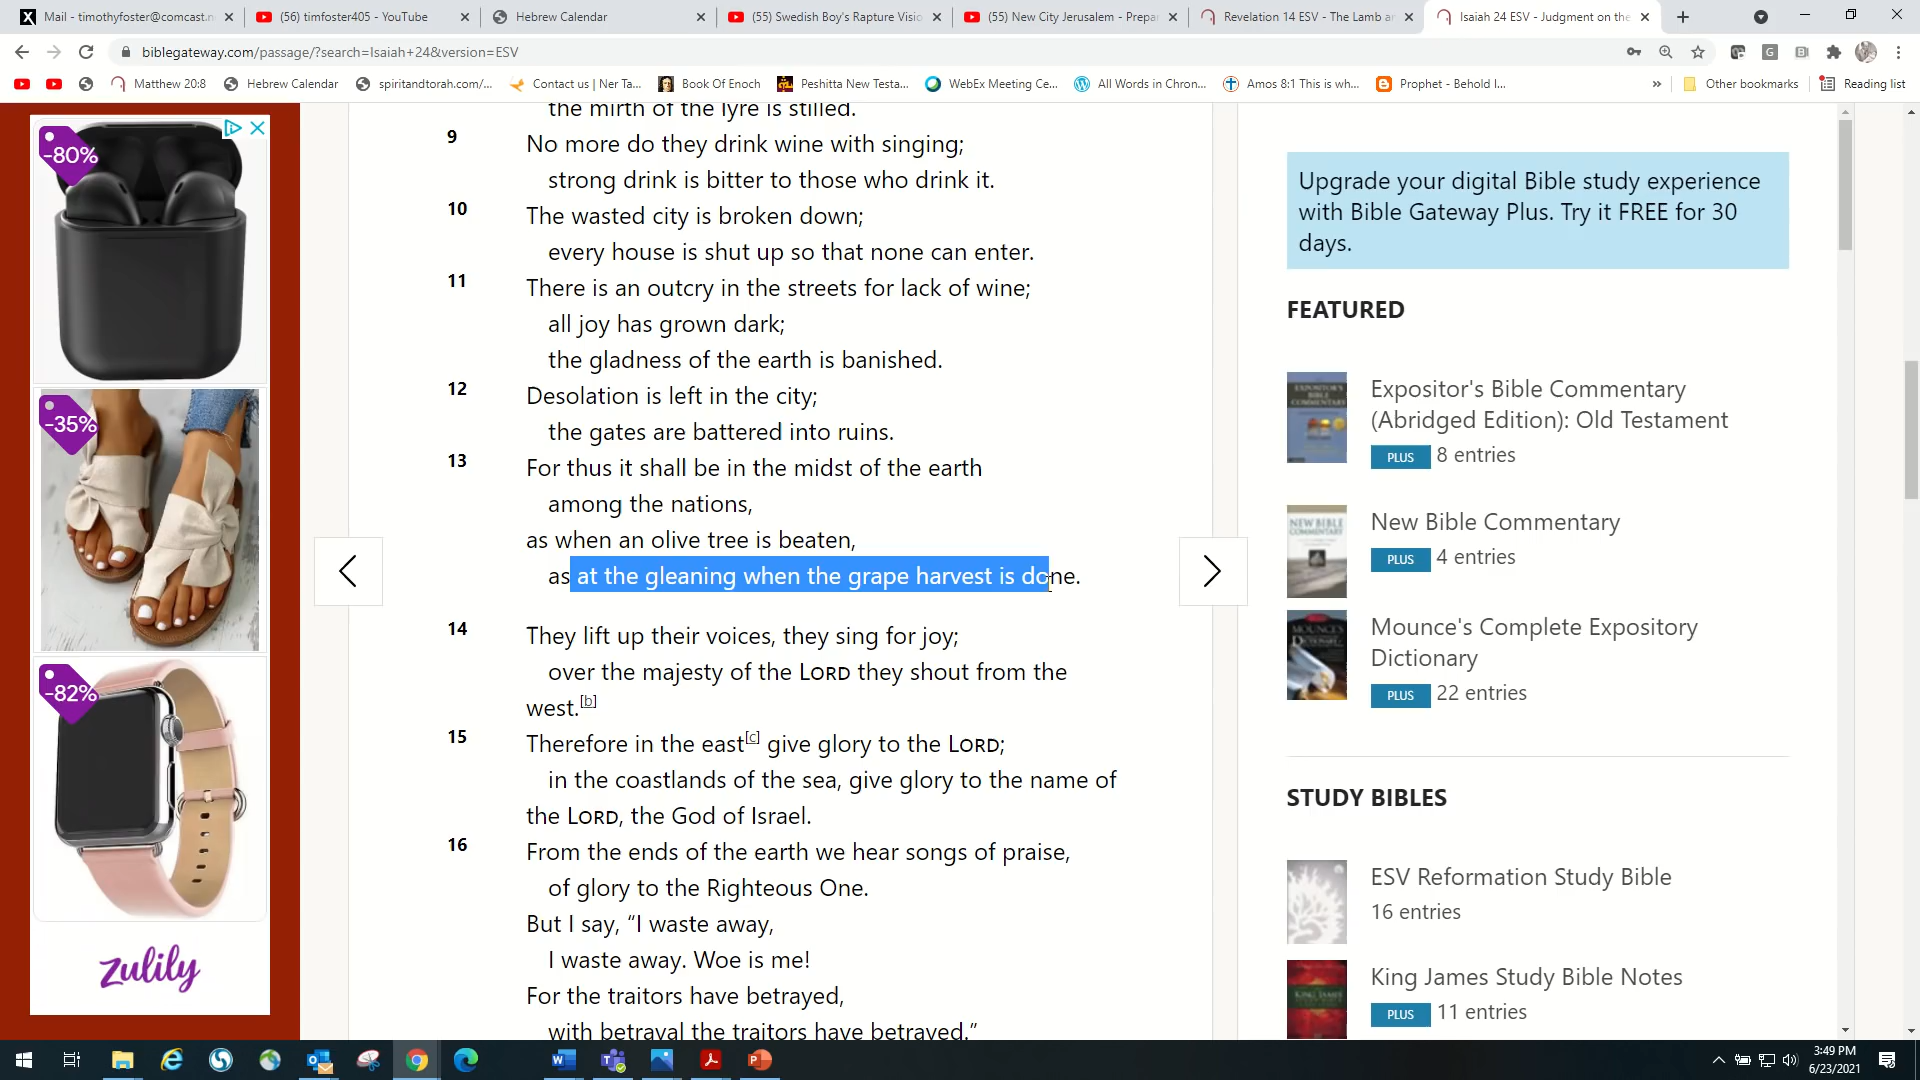 Mail - timothyfoster@comcast.n
(56) timfoster405 - YouTube
Hebrew Calendar
(55) Swedish Boy's Rapture Visio
(55) New City Jerusalem - Prepar
Revelation 14 ESV - The Lamb an
Isaiah 24 ESV - Judgment on the
biblegateway.com/passage/?search=Isaiah+24&version=ESV
Matthew 20:8
Hebrew Calendar
spiritandtorah.com/...
Contact us | Ner Ta...
Book Of Enoch
Peshitta New Testa...
WebEx Meeting Ce...
All Words in Chron...
Amos 8:1 This is wh...
Prophet - Behold I...
Other bookmarks
Reading list
-80%
-35%
-82%
zulily
the mirth of the lyre is stilled.
9 No more do they drink wine with singing;
strong drink is bitter to those who drink it.
10 The wasted city is broken down;
every house is shut up so that none can enter.
11 There is an outcry in the streets for lack of wine;
all joy has grown dark;
the gladness of the earth is banished.
12 Desolation is left in the city;
the gates are battered into ruins.
13 For thus it shall be in the midst of the earth
among the nations,
as when an olive tree is beaten,
as at the gleaning when the grape harvest is done.
14 They lift up their voices, they sing for joy;
over the majesty of the LORD they shout from the
west.[b]
15 Therefore in the east[c] give glory to the LORD;
in the coastlands of the sea, give glory to the name of
the LORD, the God of Israel.
16 From the ends of the earth we hear songs of praise,
of glory to the Righteous One.
But I say, “I waste away,
I waste away. Woe is me!
For the traitors have betrayed,
with betrayal the traitors have betrayed.”
Upgrade your digital Bible study experience
with Bible Gateway Plus. Try it FREE for 30
days.
FEATURED
Expositor's Bible Commentary
(Abridged Edition): Old Testament
PLUS 8 entries
New Bible Commentary
PLUS 4 entries
Mounce's Complete Expository
Dictionary
PLUS 22 entries
STUDY BIBLES
ESV Reformation Study Bible
16 entries
King James Study Bible Notes
PLUS 11 entries
3:49 PM
6/23/2021